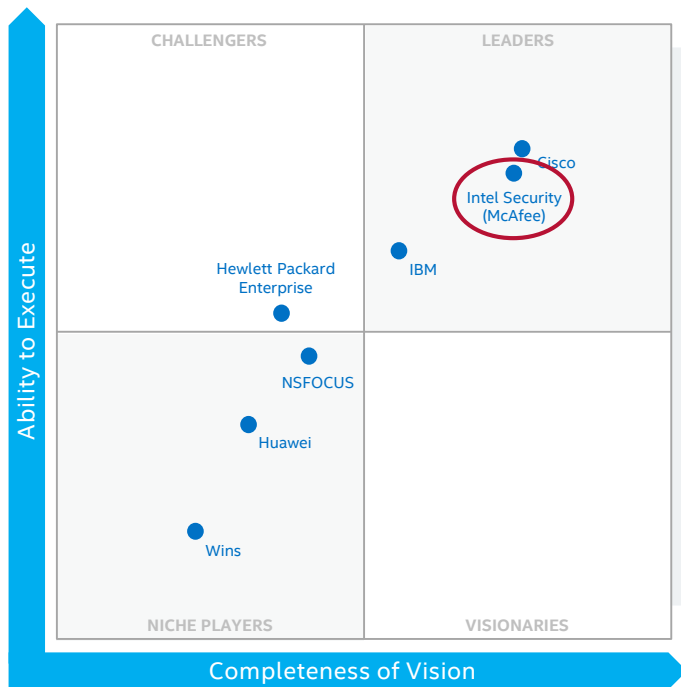 CHALLENGERS
LEADERS
Cisco
Intel Security
(McAfee)
IBM
Hewlett Packard
Enterprise
NSFOCUS
Huawei
Wins
NICHE PLAYERS
VISIONARIES
Ability to Execute
Completeness of Vision